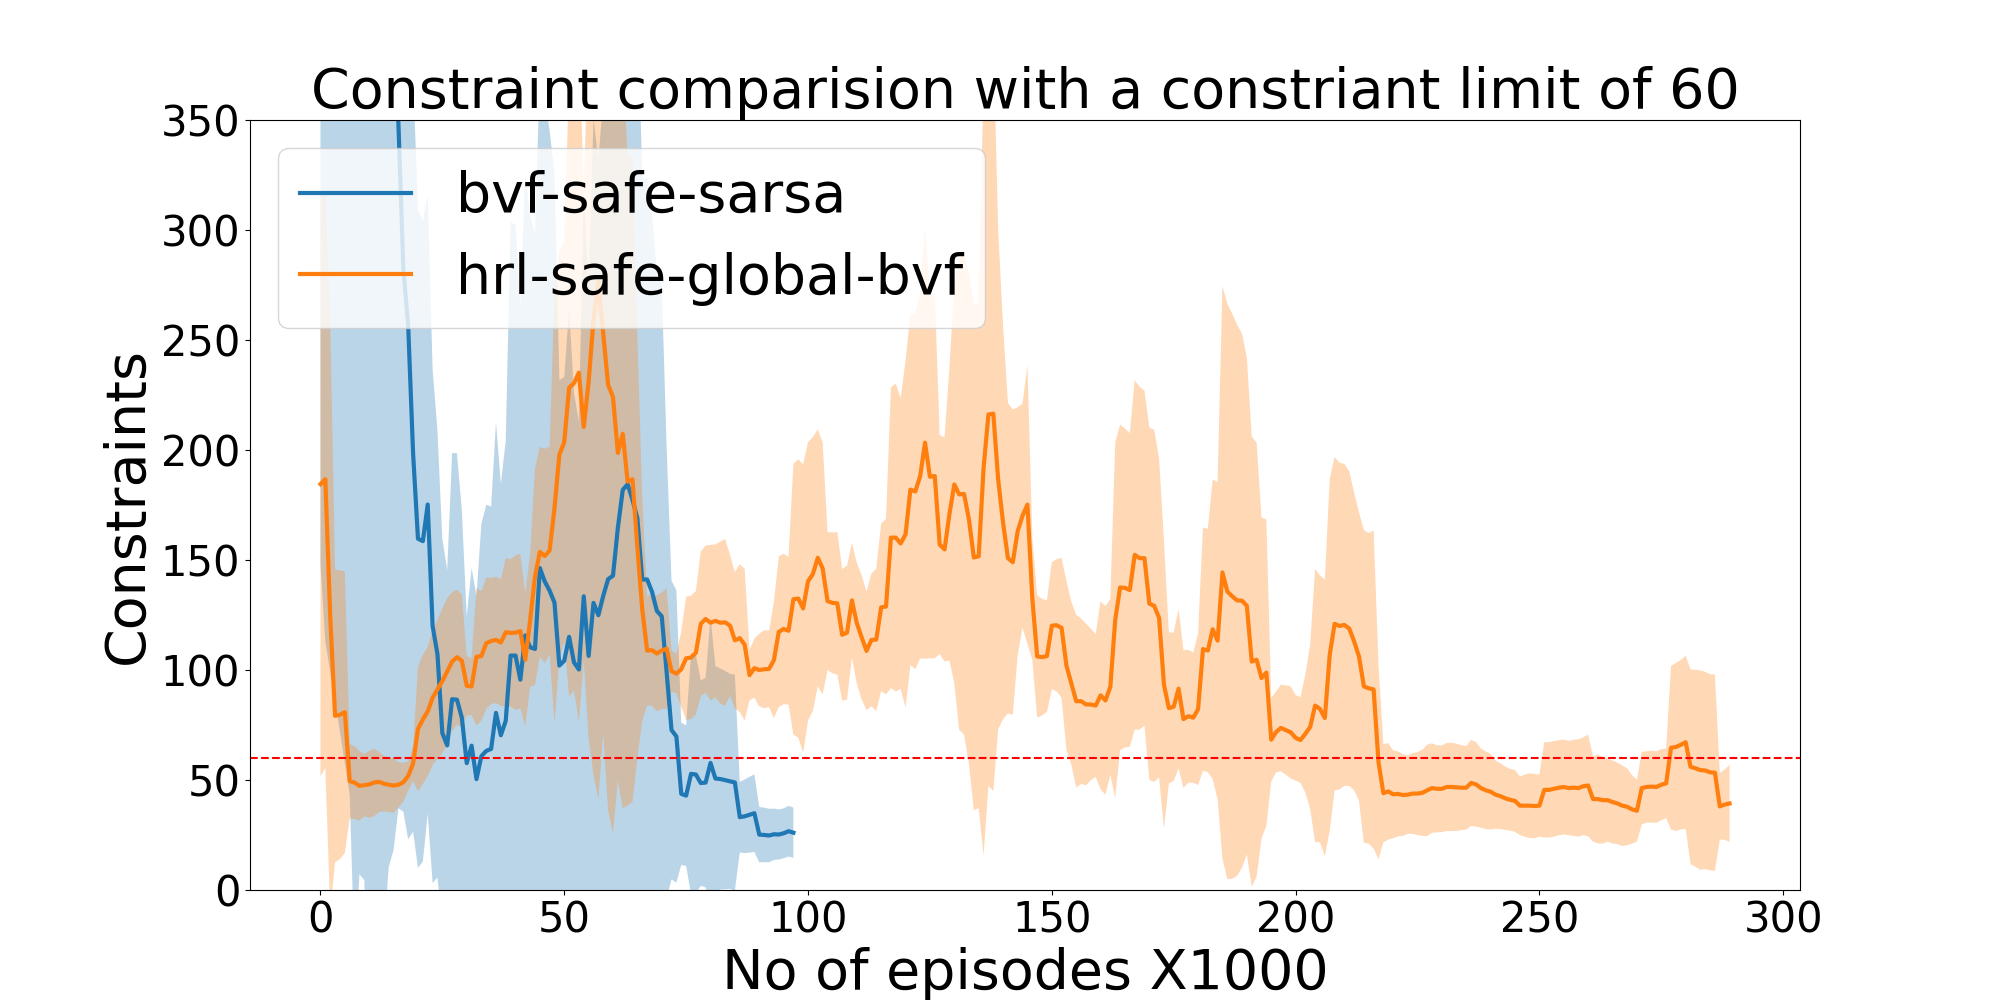 Constraint comparision with a constriant limit of 60
350
300
250
200
150
100
50
0
Constraints
bvf-safe-sarsa
hrl-safe-global-bvf
0 50 100 150 200 250 300
No of episodes X1000